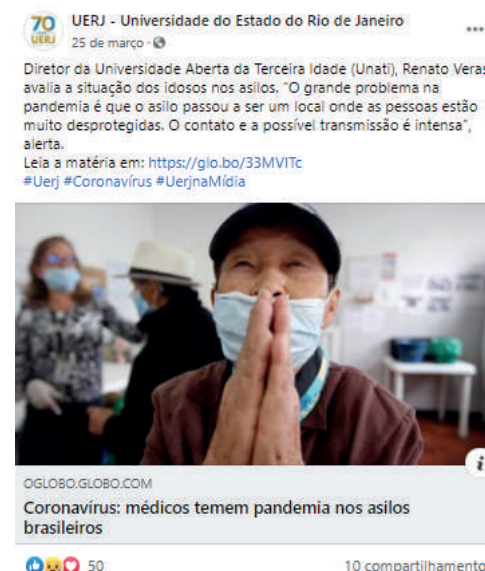 70
UERJ
UERJ - Universidade do Estado do Rio de Janeiro
25 de março ·
Diretor da Universidade Aberta da Terceira Idade (Unati), Renato Veras
avalia a situação dos idosos nos asilos. "O grande problema na
pandemia é que o asilo passou a ser um local onde as pessoas estão
muito desprotegidas. O contato e a possível transmissão é intensa",
alerta.
Leia a matéria em: https://glo.bo/33MVITc
#Uerj #Coronavírus #UerjnaMídia
i
OGLOBO.GLOBO.COM
Coronavírus: médicos temem pandemia nos asilos
brasileiros
50
10 compartilhamento